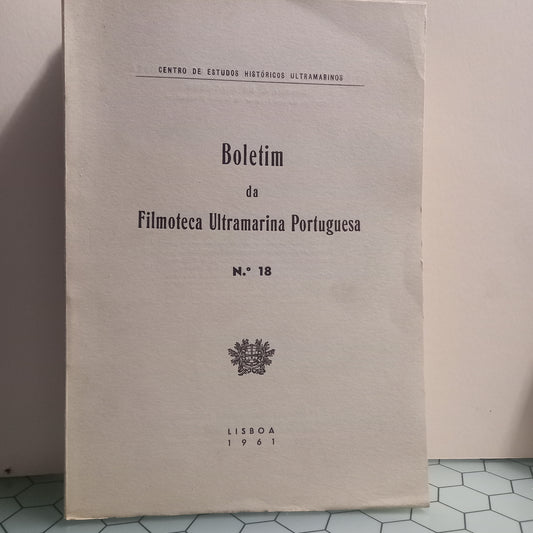 CENTRO DE ESTUDOS HISTÓRICOS ULTRAMARINOS
Boletim
da
Filmoteca Ultramarina Portuguesa
N.º 18
LISBOA
1961